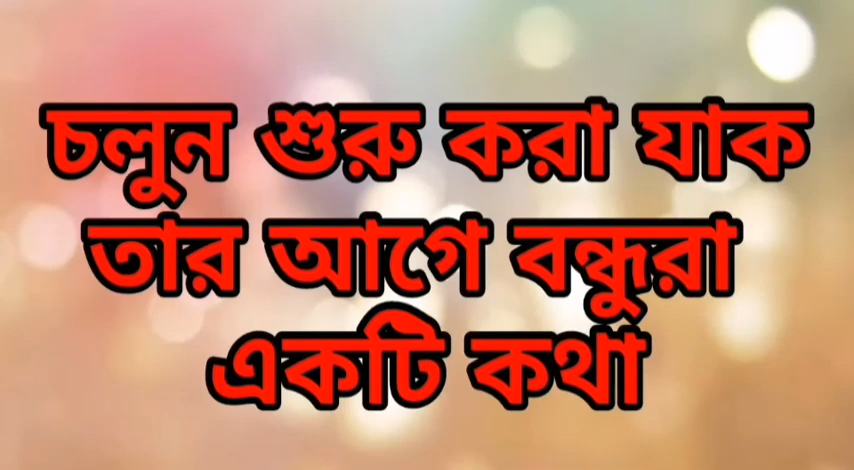 চলুন শুরু করা যাক
তার আগে বন্ধুরা
একটি কথা